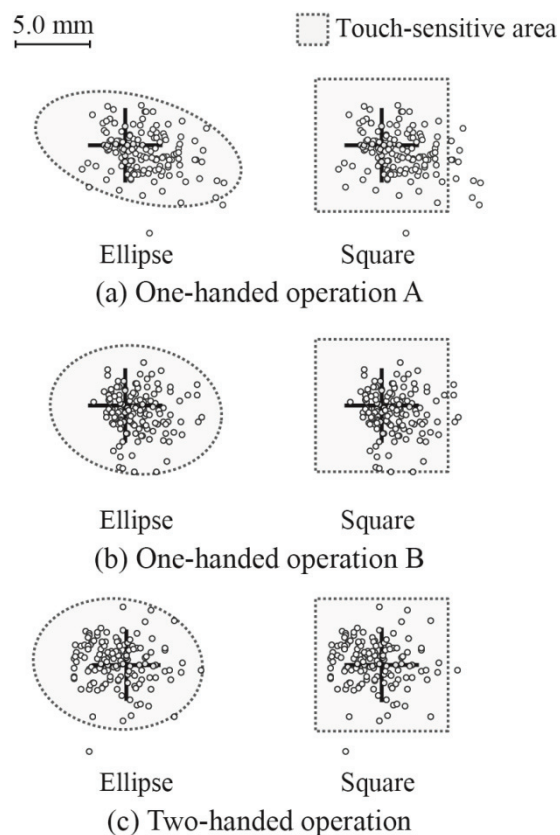 5.0 mm
Touch-sensitive area
Ellipse
Square
(a) One-handed operation A
Ellipse
Square
(b) One-handed operation B
Ellipse
Square
(c) Two-handed operation